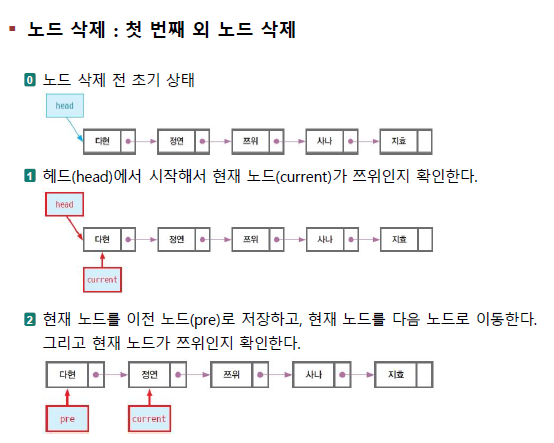 노드 삭제 : 첫 번째 외 노드 삭제
0 노드 삭제 전 초기 상태
head
다현 정연 쯔위 사나 지효
1 헤드(head)에서 시작해서 현재 노드(current)가 쯔위인지 확인한다.
head
다현 정연 쯔위 사나 지효
current
2 현재 노드를 이전 노드(pre)로 저장하고, 현재 노드를 다음 노드로 이동한다.
그리고 현재 노드가 쯔위인지 확인한다.
다현 정연 쯔위 사나 지효
pre current